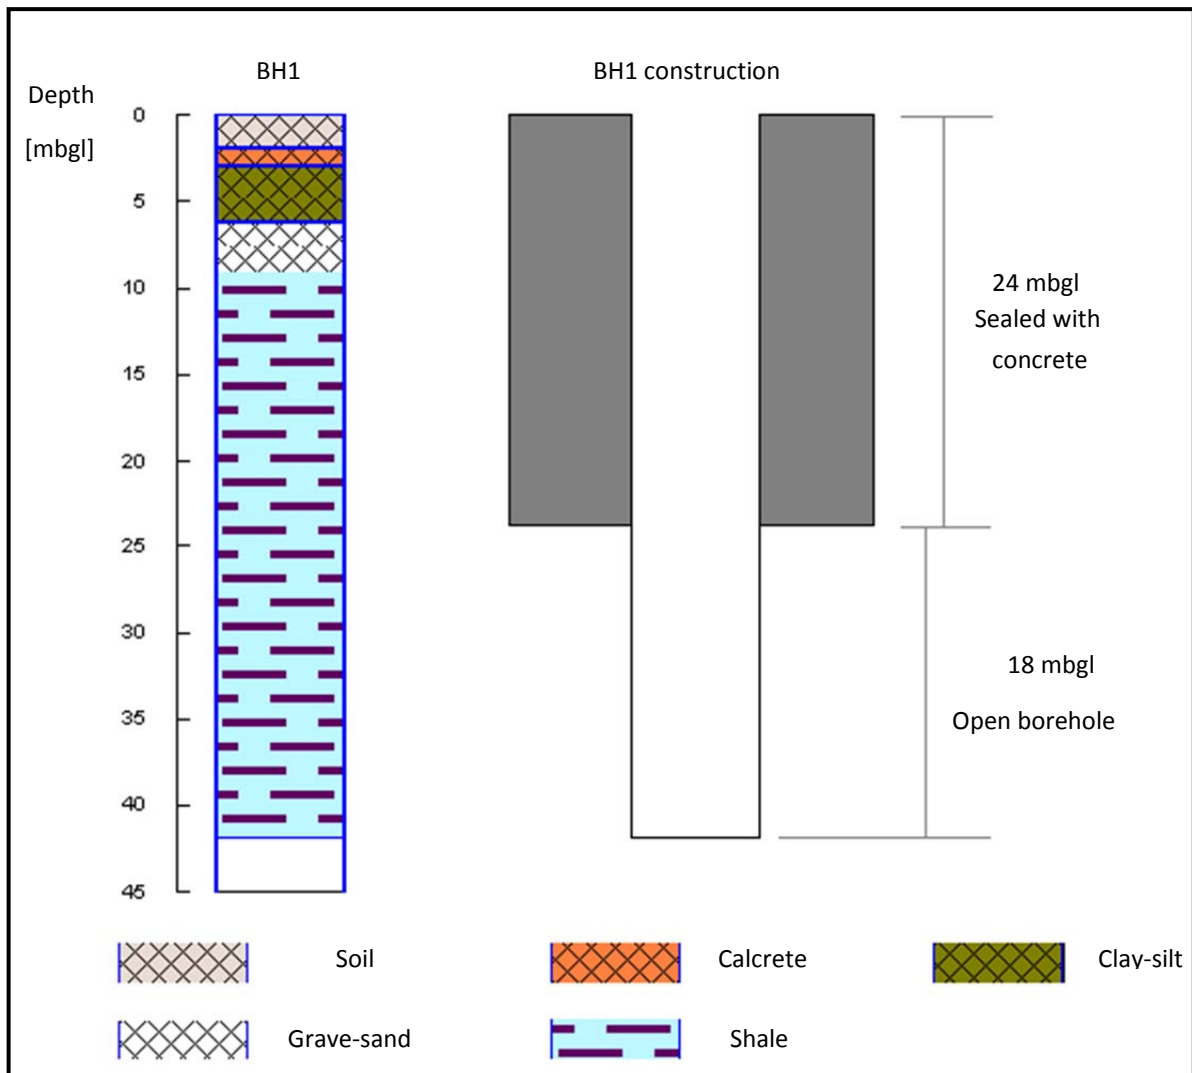 BH1
BH1 construction
Depth
[mbgl]
0
5
10
15
20
25
30
35
40
45
24 mbgl
Sealed with
concrete
18 mbgl
Open borehole
Soil
Calcrete
Clay-silt
Grave-sand
Shale